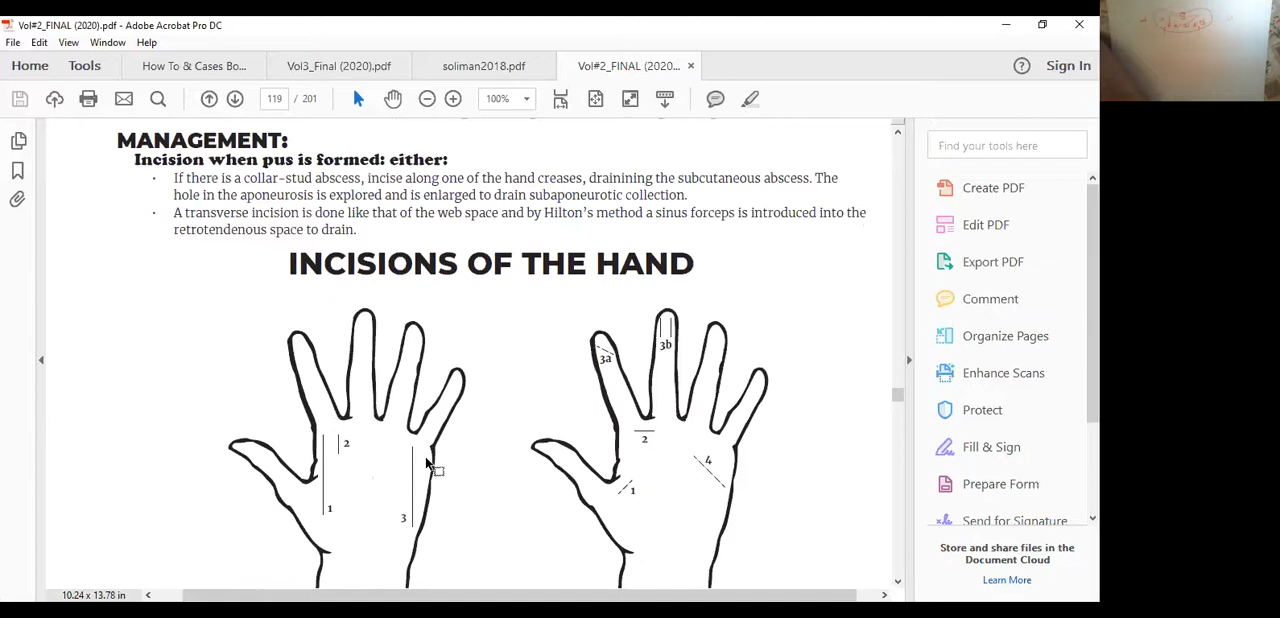 Vol#2_FINAL (2020).pdf - Adobe Acrobat Pro DC
File Edit View Window Help
Home Tools How To & Cases Bo... Vol3_Final (2020).pdf soliman2018.pdf Vol#2_FINAL (2020... × Sign In
119 / 201 100%
MANAGEMENT:
Incision when pus is formed: either:
· If there is a collar-stud abscess, incise along one of the hand creases, drainining the subcutaneous abscess. The
hole in the aponeurosis is explored and is enlarged to drain subaponeurotic collection.
· A transverse incision is done like that of the web space and by Hilton's method a sinus forceps is introduced into the
retrotendenous space to drain.
INCISIONS OF THE HAND
2
1
3
3a
3b
2
1
4
10.24 x 13.78 in
Find your tools here
Create PDF
Edit PDF
Export PDF
Comment
Organize Pages
Enhance Scans
Protect
Fill & Sign
Prepare Form
Send for Signature
Store and share files in the
Document Cloud
Learn More